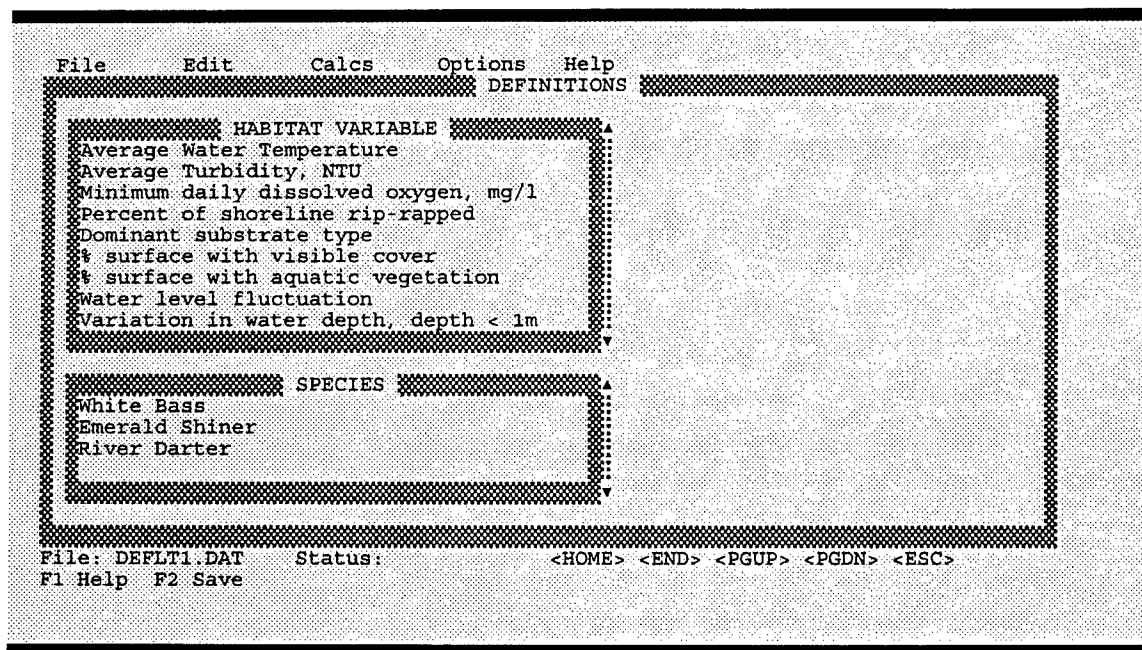 File Edit Calcs Options Help
DEFINITIONS
HABITAT VARIABLE
Average Water Temperature
Average Turbidity, NTU
Minimum daily dissolved oxygen, mg/l
Percent of shoreline rip-rapped
Dominant substrate type
% surface with visible cover
% surface with aquatic vegetation
Water level fluctuation
Variation in water depth, depth < 1m
SPECIES
White Bass
Emerald Shiner
River Darter
File: DEFLT1.DAT Status: <HOME> <END> <PGUP> <PGDN> <ESC>
F1 Help F2 Save